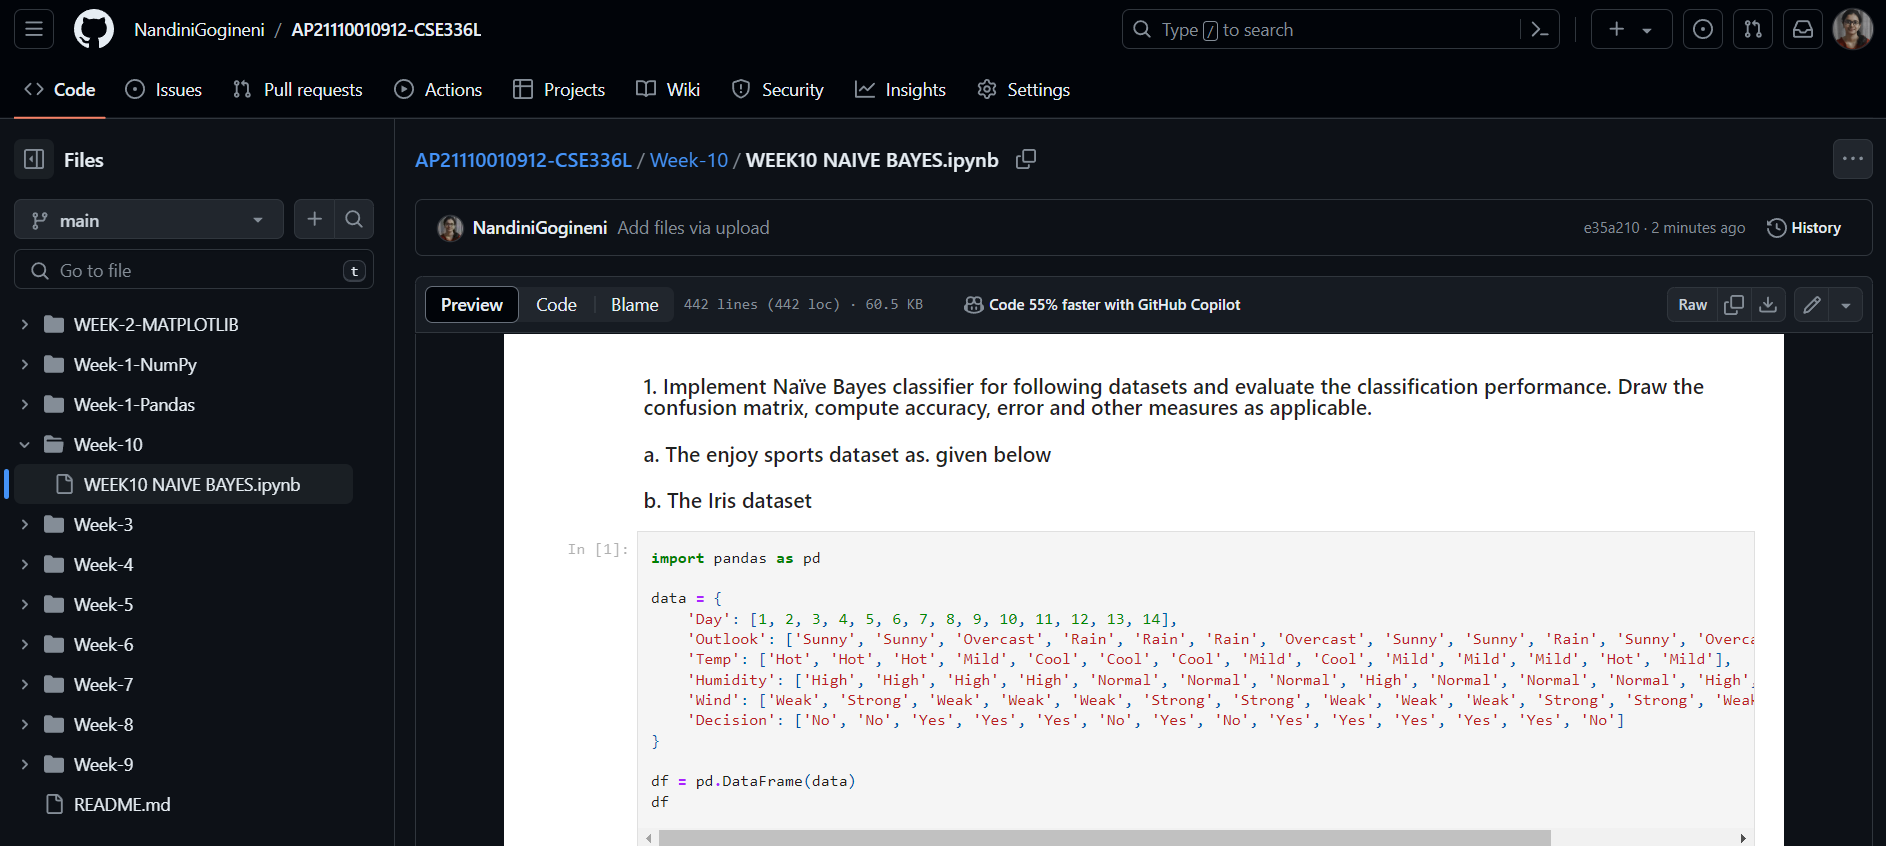 NandiniGogineni / AP21110010912-CSE336L
Type / to search
Code Issues Pull requests Actions Projects Wiki Security Insights Settings
Files
AP21110010912-CSE336L / Week-10 / WEEK10 NAIVE BAYES.ipynb
main
NandiniGogineni Add files via upload
e35a210 · 2 minutes ago History
Go to file t
Preview Code Blame 442 lines (442 loc) · 60.5 KB Code 55% faster with GitHub Copilot Raw
WEEK-2-MATPLOTLIB
Week-1-NumPy
Week-1-Pandas
Week-10
WEEK10 NAIVE BAYES.ipynb
Week-3
Week-4
Week-5
Week-6
Week-7
Week-8
Week-9
README.md
1. Implement Naïve Bayes classifier for following datasets and evaluate the classification performance. Draw the
confusion matrix, compute accuracy, error and other measures as applicable.
a. The enjoy sports dataset as. given below
b. The Iris dataset
In [1]:
import pandas as pd
data = {
'Day': [1, 2, 3, 4, 5, 6, 7, 8, 9, 10, 11, 12, 13, 14],
'Outlook': ['Sunny', 'Sunny', 'Overcast', 'Rain', 'Rain', 'Rain', 'Overcast', 'Sunny', 'Sunny', 'Rain', 'Sunny', 'Overca
'Temp': ['Hot', 'Hot', 'Hot', 'Mild', 'Cool', 'Cool', 'Cool', 'Mild', 'Cool', 'Mild', 'Mild', 'Mild', 'Hot', 'Mild'],
'Humidity': ['High', 'High', 'High', 'High', 'Normal', 'Normal', 'Normal', 'High', 'Normal', 'Normal', 'Normal', 'High',
'Wind': ['Weak', 'Strong', 'Weak', 'Weak', 'Weak', 'Strong', 'Strong', 'Weak', 'Weak', 'Weak', 'Strong', 'Strong', 'Weak
'Decision': ['No', 'No', 'Yes', 'Yes', 'Yes', 'No', 'Yes', 'No', 'Yes', 'Yes', 'Yes', 'Yes', 'Yes', 'No']
}
df = pd.DataFrame(data)
df